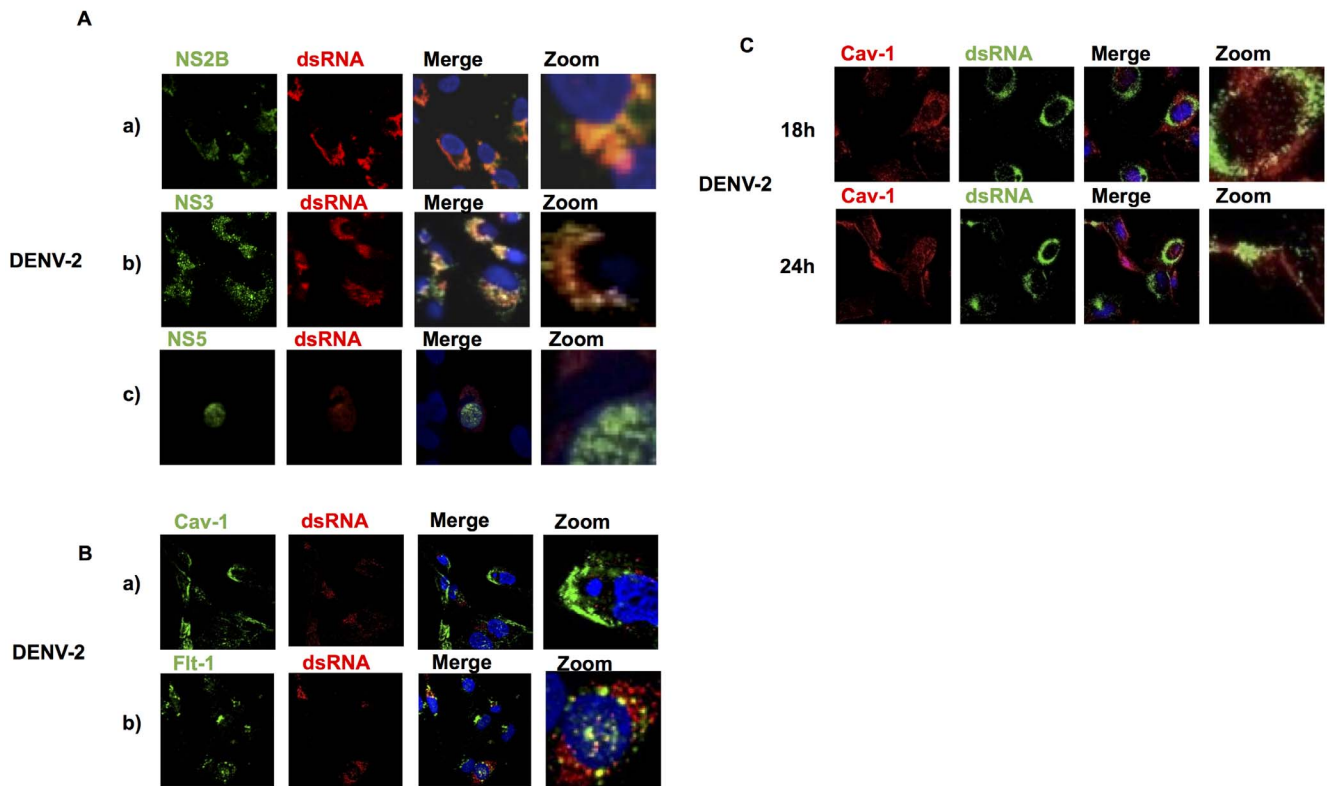 A
NS2B dsRNA Merge Zoom
a)
NS3 dsRNA Merge Zoom
DENV-2
b)
NS5 dsRNA Merge Zoom
c)
B
Cav-1 dsRNA Merge Zoom
a)
DENV-2
Flt-1 dsRNA Merge Zoom
b)
C
Cav-1 dsRNA Merge Zoom
18h
DENV-2
Cav-1 dsRNA Merge Zoom
24h